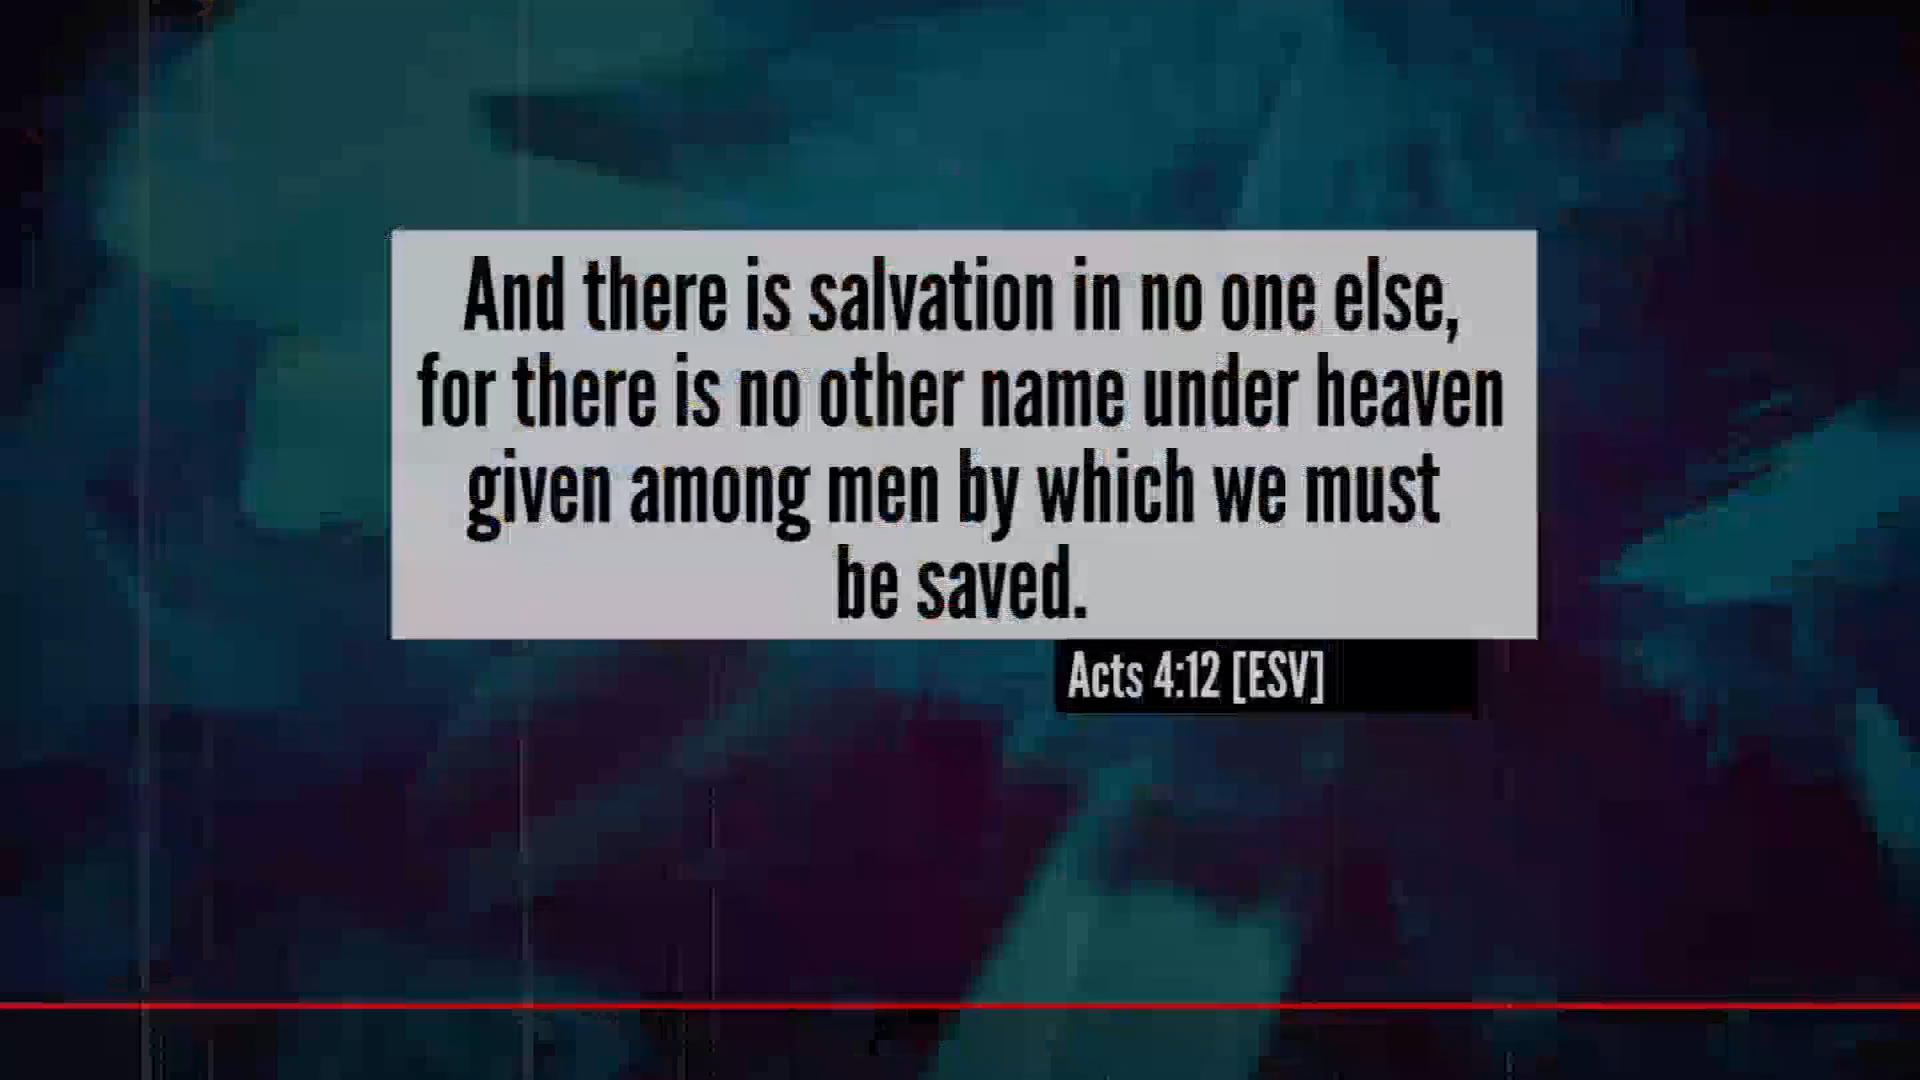 And there is salvation in no one else,
for there is no other name under heaven
given among men by which we must
be saved.
Acts 4:12 [ESV]